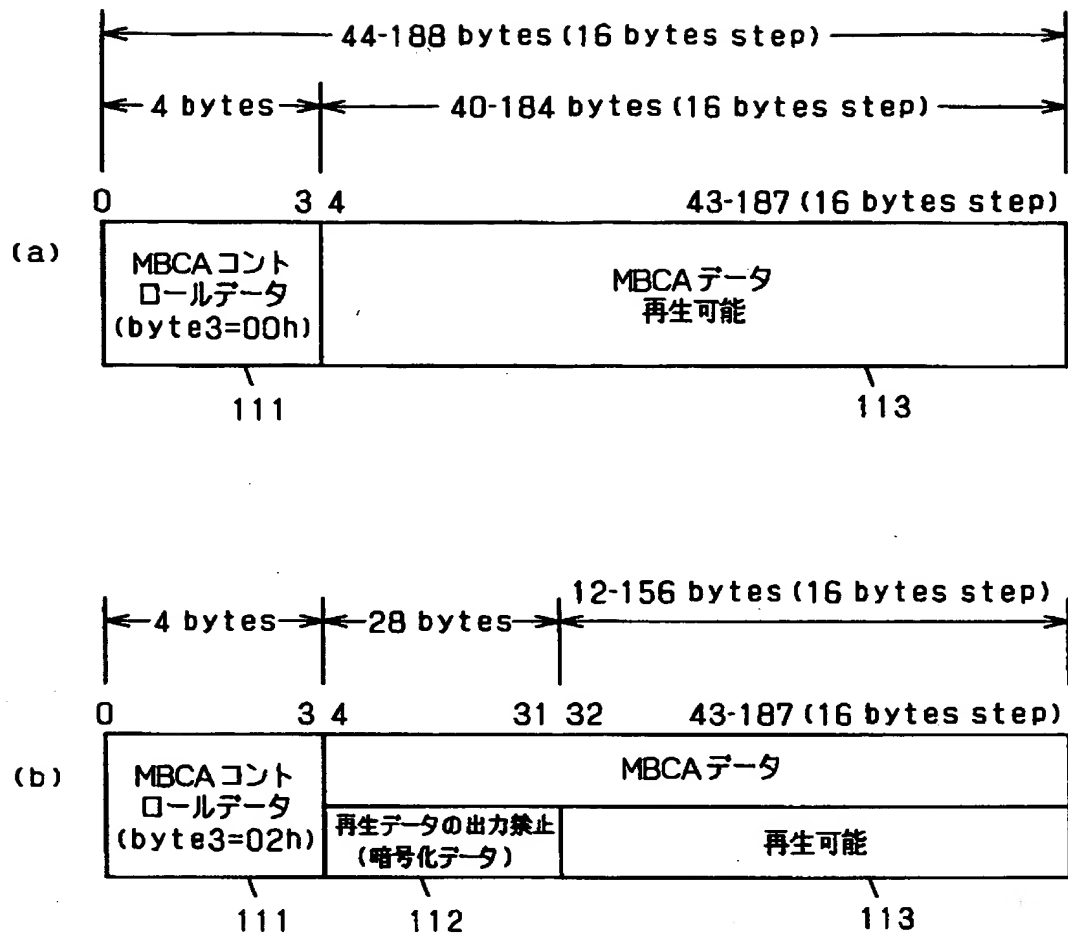 44-188 bytes (16 bytes step)
4 bytes
40-184 bytes (16 bytes step)
0
3
4
43-187 (16 bytes step)
(a)
MBCAコント
ロールデータ
(byte3=00h)
MBCAデータ
再生可能
111
113
12-156 bytes (16 bytes step)
4 bytes
28 bytes
0
3
4
31
32
43-187 (16 bytes step)
(b)
MBCAコント
ロールデータ
(byte3=02h)
MBCAデータ
再生データの出力禁止
(暗号化データ)
再生可能
111
112
113